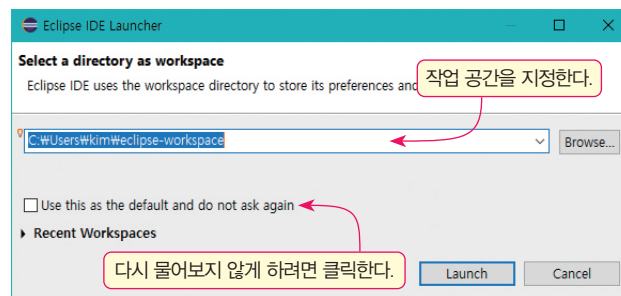 Eclipse IDE Launcher
Select a directory as workspace
Eclipse IDE uses the workspace directory to store its preferences and
작업 공간을 지정한다.
C:₩Users₩kim₩eclipse-workspace
Browse...
Use this as the default and do not ask again
Recent Workspaces
다시 물어보지 않게 하려면 클릭한다.
Launch
Cancel